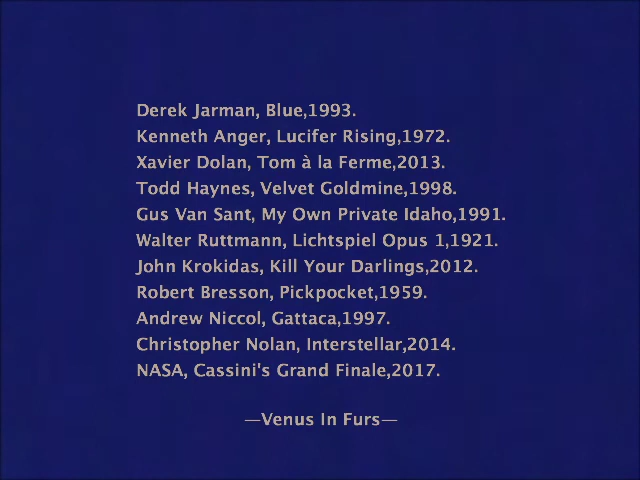 Derek Jarman, Blue,1993.
Kenneth Anger, Lucifer Rising,1972.
Xavier Dolan, Tom à la Ferme,2013.
Todd Haynes, Velvet Goldmine,1998.
Gus Van Sant, My Own Private Idaho,1991.
Walter Ruttmann, Lichtspiel Opus 1,1921.
John Krokidas, Kill Your Darlings,2012.
Robert Bresson, Pickpocket,1959.
Andrew Niccol, Gattaca,1997.
Christopher Nolan, Interstellar,2014.
NASA, Cassini's Grand Finale,2017.
—Venus In Furs—